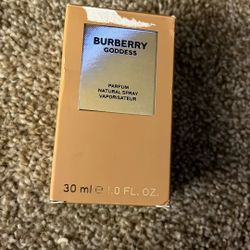 BURBERRY
GODDESS
PARFUM
NATURAL SPRAY
VAPORISATEUR
30 ml e 1.0 FL. OZ.